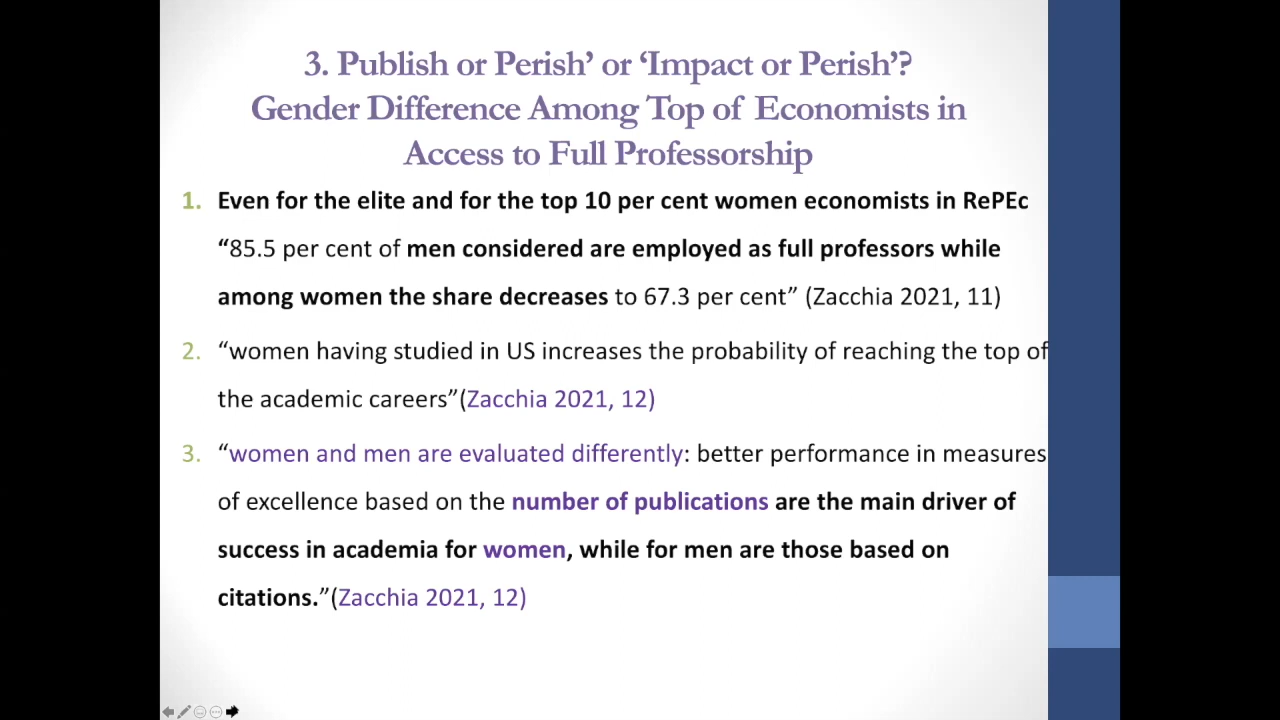 3. Publish or Perish’ or ‘Impact or Perish’?
Gender Difference Among Top of Economists in
Access to Full Professorship
1. Even for the elite and for the top 10 per cent women economists in RePEc
“85.5 per cent of men considered are employed as full professors while
among women the share decreases to 67.3 per cent” (Zacchia 2021, 11)
2. “women having studied in US increases the probability of reaching the top of
the academic careers”(Zacchia 2021, 12)
3. “women and men are evaluated differently: better performance in measures
of excellence based on the number of publications are the main driver of
success in academia for women, while for men are those based on
citations.”(Zacchia 2021, 12)